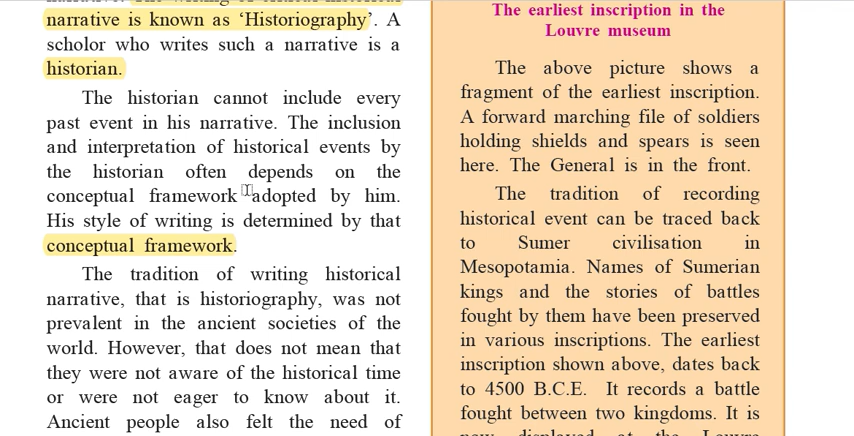 narrative is known as ‘Historiography’. A
scholar who writes such a narrative is a
historian.
The historian cannot include every
past event in his narrative. The inclusion
and interpretation of historical events by
the historian often depends on the
conceptual framework adopted by him.
His style of writing is determined by that
conceptual framework.
The tradition of writing historical
narrative, that is historiography, was not
prevalent in the ancient societies of the
world. However, that does not mean that
they were not aware of the historical time
or were not eager to know about it.
Ancient people also felt the need of
The earliest inscription in the
Louvre museum
The above picture shows a
fragment of the earliest inscription.
A forward marching file of soldiers
holding shields and spears is seen
here. The General is in the front.
The tradition of recording
historical event can be traced back
to Sumer civilisation in
Mesopotamia. Names of Sumerian
kings and the stories of battles
fought by them have been preserved
in various inscriptions. The earliest
inscription shown above, dates back
to 4500 B.C.E. It records a battle
fought between two kingdoms. It is